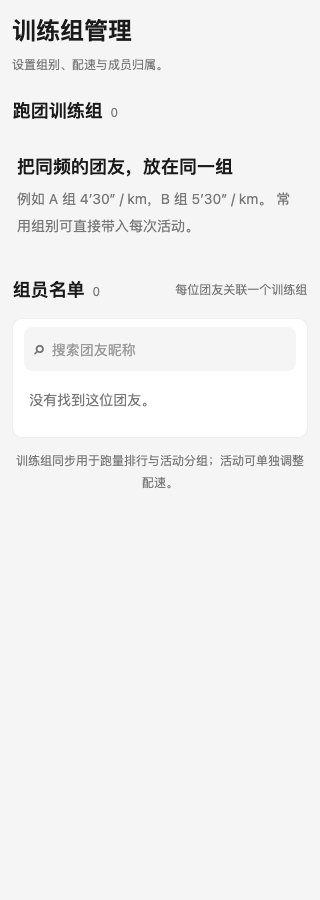 训练组管理
设置组别、配速与成员归属。
跑团训练组 0
把同频的团友，放在同一组
例如 A 组 4′30″ / km，B 组 5′30″ / km。 常
用组别可直接带入每次活动。
组员名单 0 每位团友关联一个训练组
搜索团友昵称
没有找到这位团友。
训练组同步用于跑量排行与活动分组；活动可单独调整
配速。